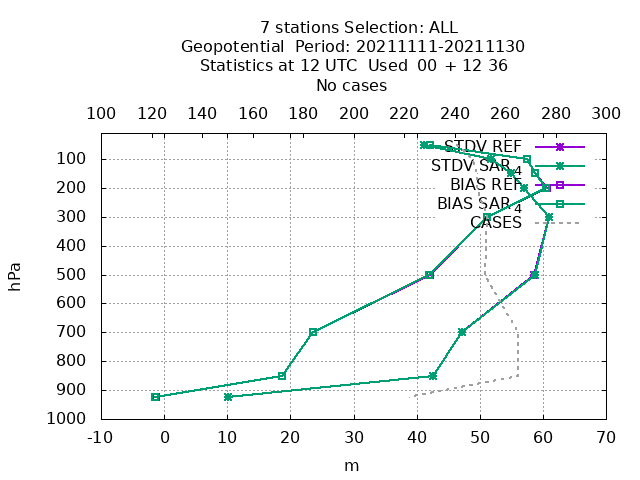 7 stations Selection: ALL
Geopotential  Period: 20211111-20211130
Statistics at 12 UTC  Used  00 + 12 36
No cases
100 120 140 160 180 200 220 240 260 280 300
STDV REF
STDV SAR4
BIAS REF
BIAS SAR4
CASES
100
200
300
400
500
600
700
800
900
1000
hPa
-10 0 10 20 30 40 50 60 70
m